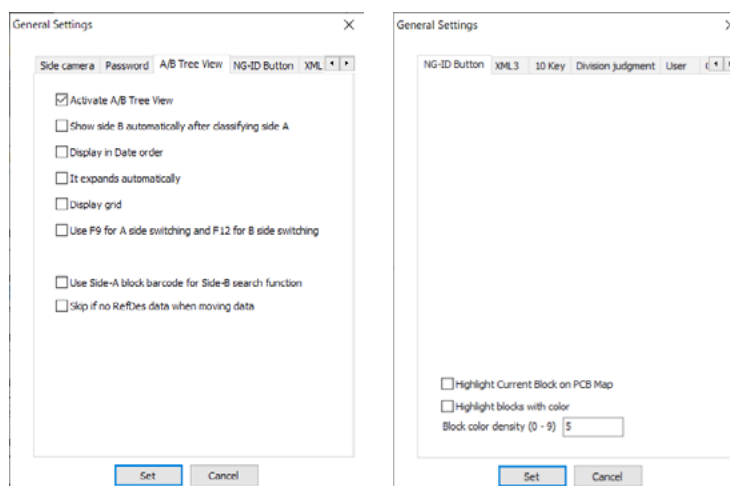 General Settings
Side camera Password A/B Tree View NG-ID Button XML
Activate A/B Tree View
Show side B automatically after classifying side A
Display in Date order
It expands automatically
Display grid
Use F9 for A side switching and F12 for B side switching
Use Side-A block barcode for Side-B search function
Skip if no RefDes data when moving data
Set Cancel
General Settings
NG-ID Button XML3 10 Key Division judgment User
Highlight Current Block on PCB Map
Highlight blocks with color
Block color density (0 - 9) 5
Set Cancel